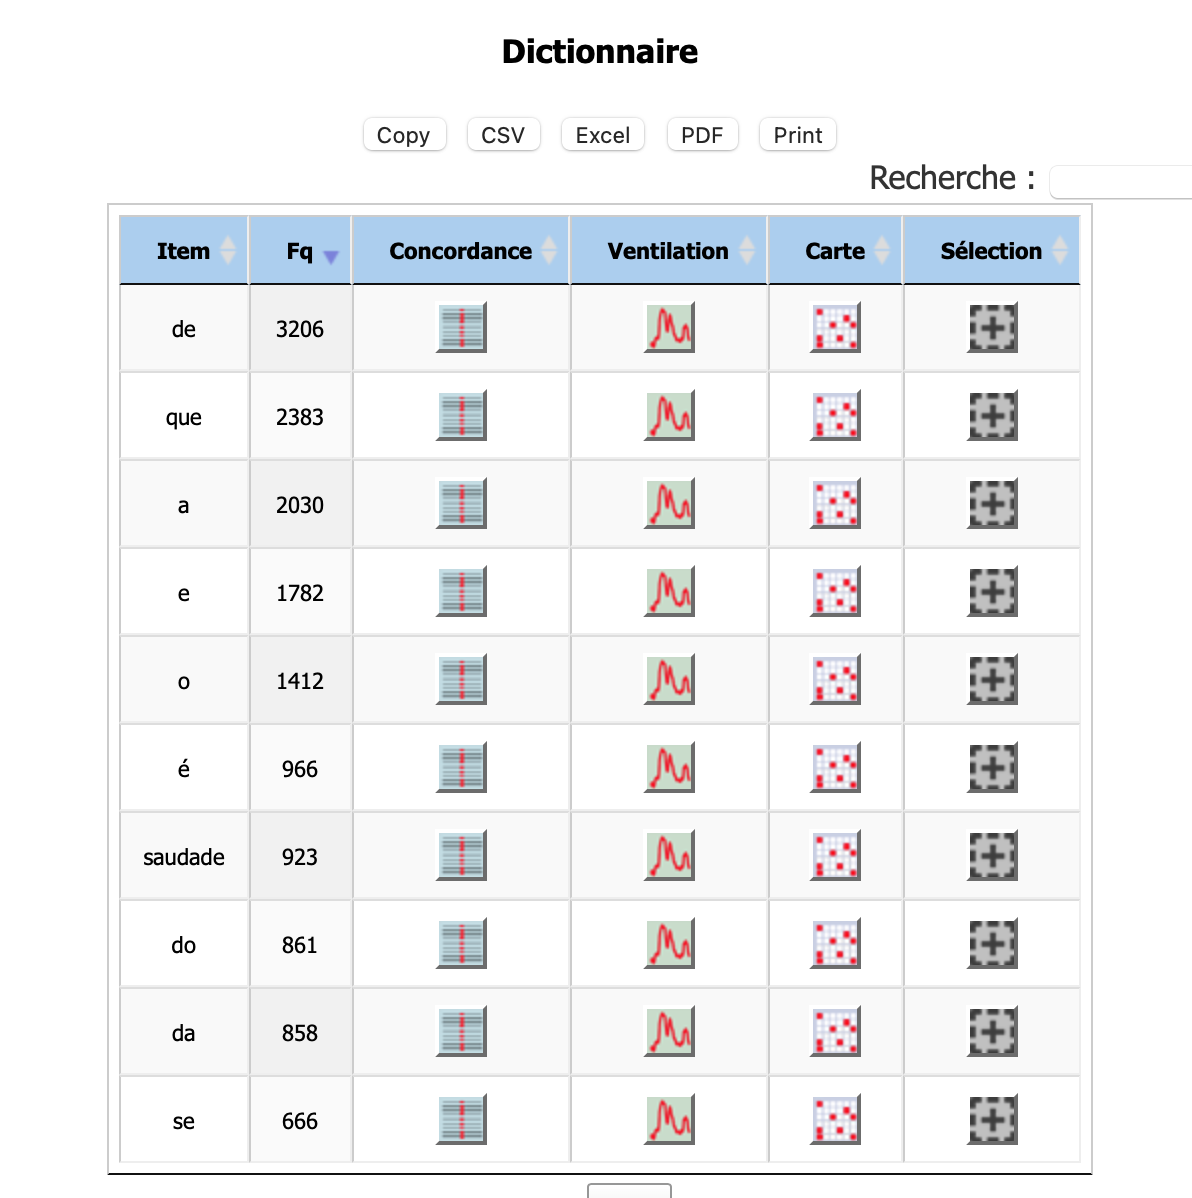 Dictionnaire
Copy CSV Excel PDF Print
Recherche :
Item Fq Concordance Ventilation Carte Sélection
de 3206
que 2383
a 2030
e 1782
o 1412
é 966
saudade 923
do 861
da 858
se 666